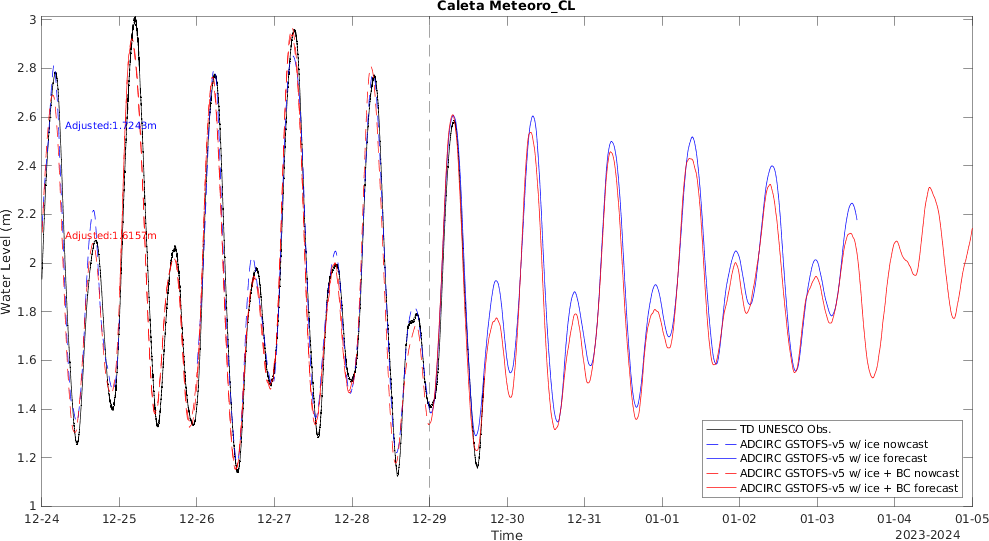 Caleta Meteoro_CL
Water Level (m)
3
2.8
2.6
2.4
2.2
2
1.8
1.6
1.4
1.2
1
Adjusted:1.7243m
Adjusted:1.6157m
TD UNESCO Obs.
ADCIRC GSTOFS-v5 w/ ice nowcast
ADCIRC GSTOFS-v5 w/ ice forecast
ADCIRC GSTOFS-v5 w/ ice + BC nowcast
ADCIRC GSTOFS-v5 w/ ice + BC forecast
12-24 12-25 12-26 12-27 12-28 12-29 12-30 12-31 01-01 01-02 01-03 01-04 01-05
Time
2023-2024